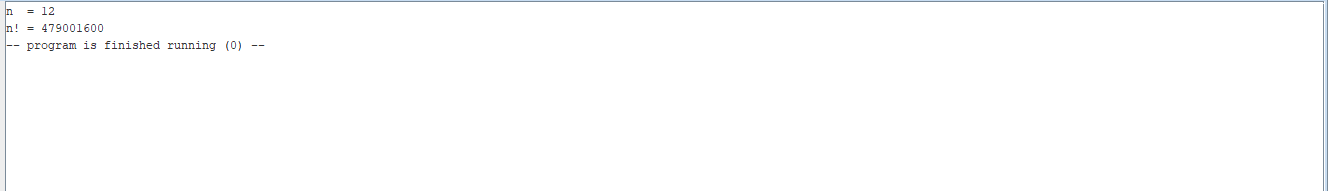 n  = 12
n! = 479001600
-- program is finished running (0) --